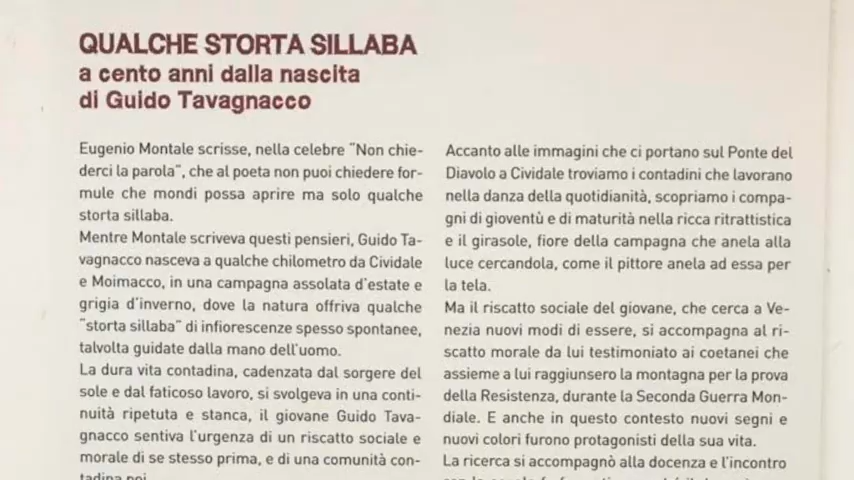 QUALCHE STORTA SILLABA
a cento anni dalla nascita
di Guido Tavagnacco
Eugenio Montale scrisse, nella celebre "Non chie-
derci la parola", che al poeta non puoi chiedere for-
mule che mondi possa aprire ma solo qualche
storta sillaba.
Mentre Montale scriveva questi pensieri, Guido Ta-
vagnacco nasceva a qualche chilometro da Cividale
e Moimacco, in una campagna assolata d'estate e
grigia d'inverno, dove la natura offriva qualche
"storta sillaba" di infiorescenze spesso spontanee,
talvolta guidate dalla mano dell'uomo.
La dura vita contadina, cadenzata dal sorgere del
sole e dal faticoso lavoro, si svolgeva in una conti-
nuità ripetuta e stanca, il giovane Guido Tava-
gnacco sentiva l'urgenza di un riscatto sociale e
morale di se stesso prima, e di una comunità con-
tadina poi.
Accanto alle immagini che ci portano sul Ponte del
Diavolo a Cividale troviamo i contadini che lavorano
nella danza della quotidianità, scopriamo i compa-
gni di gioventù e di maturità nella ricca ritrattistica
e il girasole, fiore della campagna che anela alla
luce cercandola, come il pittore anela ad essa per
la tela.
Ma il riscatto sociale del giovane, che cerca a Ve-
nezia nuovi modi di essere, si accompagna al ri-
scatto morale da lui testimoniato ai coetanei che
assieme a lui raggiunsero la montagna per la prova
della Resistenza, durante la Seconda Guerra Mon-
diale. E anche in questo contesto nuovi segni e
nuovi colori furono protagonisti della sua vita.
La ricerca si accompagnò alla docenza e l'incontro